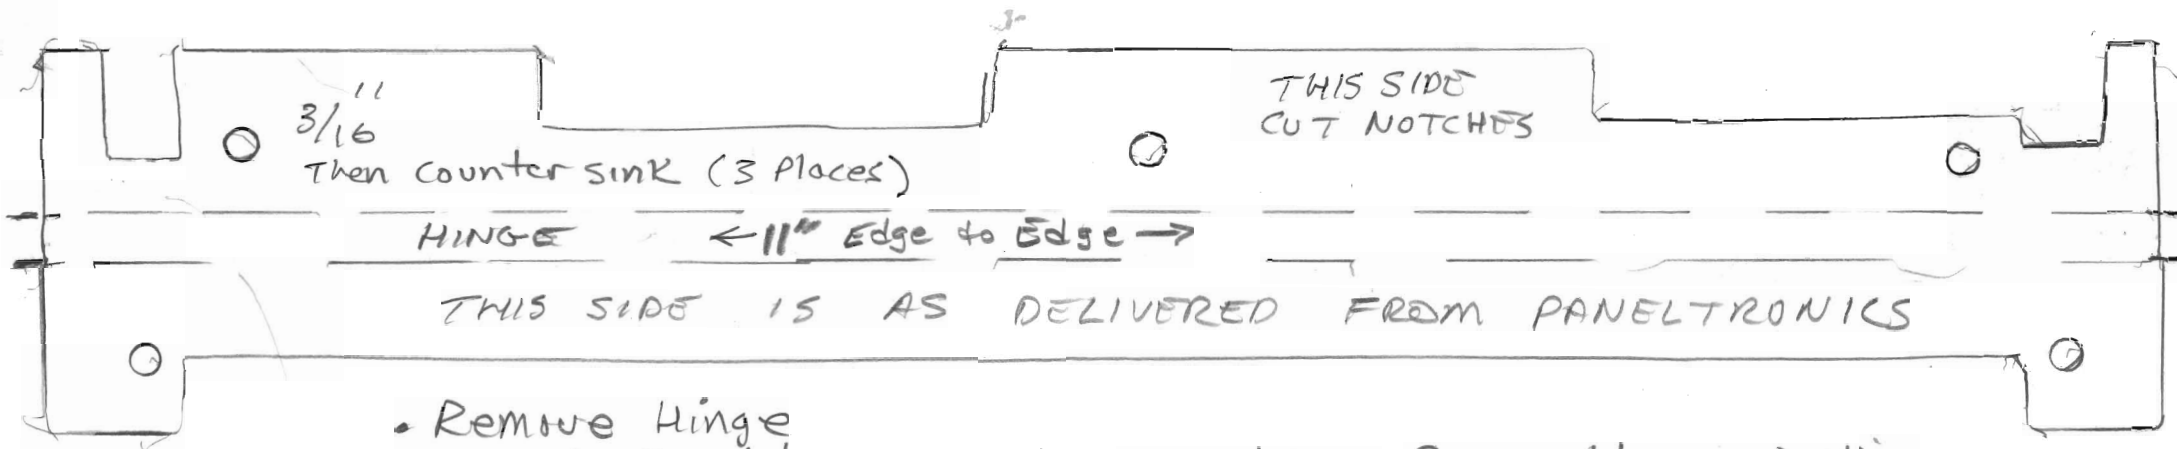 3/16"
Then counter sink (3 Places)
THIS SIDE
CUT NOTCHES
HINGE ←11" Edge to Edge→
THIS SIDE IS AS DELIVERED FROM PANELTRONICS
• Remove Hinge